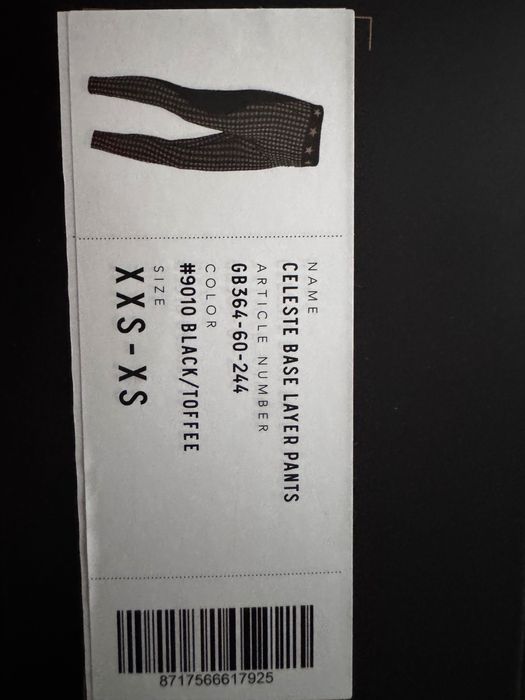 NAME
CELESTE BASE LAYER PANTS
ARTICLE NUMBER
GB364-60-244
COLOR
#9010 BLACK/TOFFEE
SIZE
XXS-XS
8717566617925